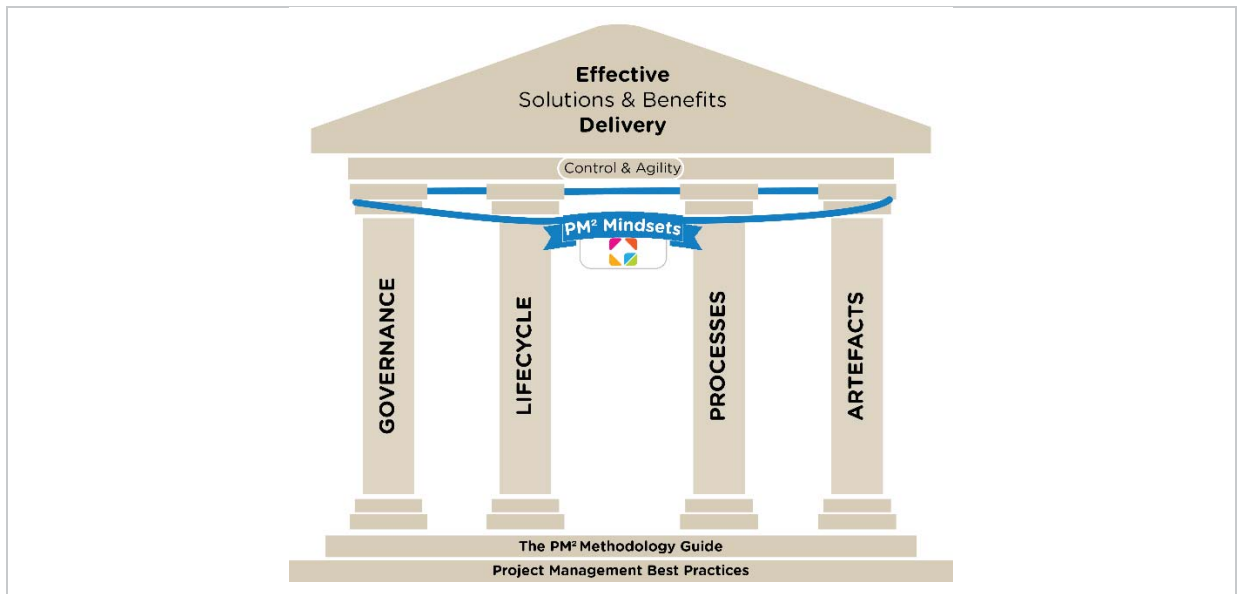 Effective
Solutions & Benefits
Delivery
Control & Agility
PM² Mindsets
GOVERNANCE
LIFECYCLE
PROCESSES
ARTEFACTS
The PM² Methodology Guide
Project Management Best Practices